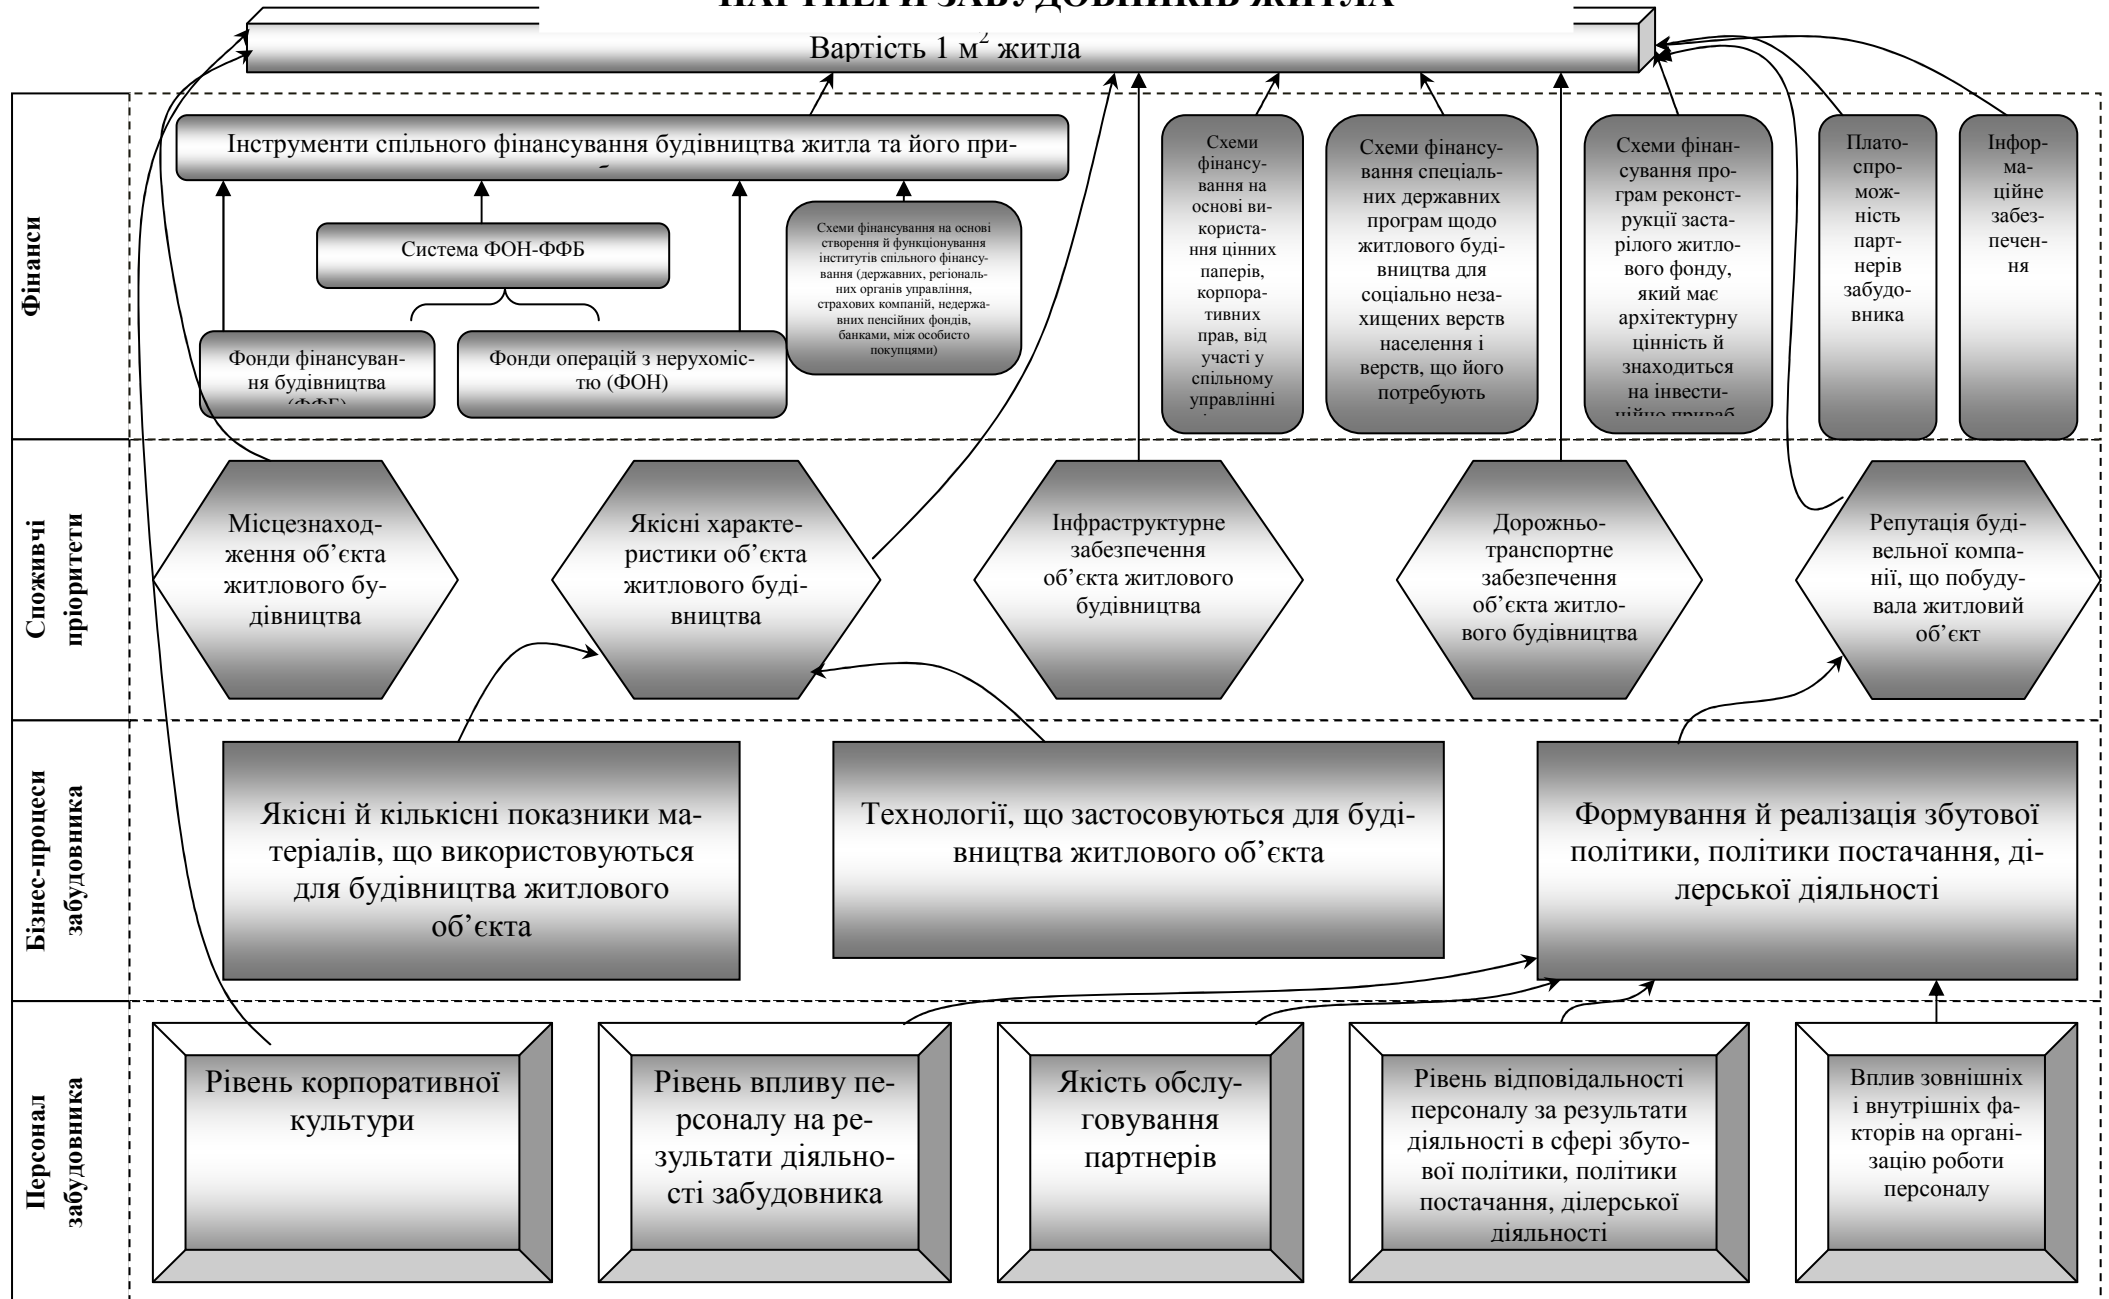 ПАРТНЕРИ ЗАБУДОВНИКІВ ЖИТЛА
Вартість 1 м² житла
Фінанси
Інструменти спільного фінансування будівництва житла та його при-
Система ФОН-ФФБ
Фонди фінансуван-
ня будівництва
(ФФБ)
Фонди операцій з нерухоміс-
тю (ФОН)
Схеми фінансування на основі
створення й функціонування
інститутів спільного фінансу-
вання (державних, регіональ-
них органів управління,
страхових компаній, недержа-
вних пенсійних фондів,
банками, між особисто
покупцями)
Схеми
фінансу-
вання на
основі ви-
користа-
ння цінних
паперів,
корпора-
тивних
прав, від
участі у
спільному
управлінні
Схеми фінансу-
вання спеціаль-
них державних
програм щодо
житлового буді-
вництва для
соціально неза-
хищених верств
населення і
верств, що його
потребують
Схеми фінан-
сування про-
грам реконст-
рукції заста-
рілого житло-
вого фонду,
який має
архітектурну
цінність й
знаходиться
на інвести-
ційно приваб
Плато-
спро-
мож-
ність
парт-
нерів
забудо-
вника
Інфор-
ма-
ційне
забез-
печен-
ня
Споживчі
пріоритети
Місцезнаход-
ження об’єкта
житлового бу-
дівництва
Якісні характе-
ристики об’єкта
житлового буді-
вництва
Інфраструктурне
забезпечення
об’єкта житлового
будівництва
Дорожньо-
транспортне
забезпечення
об’єкта житло-
вого будівництва
Репутація буді-
вельної компа-
нії, що побуду-
вала житловий
об’єкт
Бізнес-процеси
забудовника
Якісні й кількісні показники ма-
теріалів, що використовуються
для будівництва житлового
об’єкта
Технології, що застосовуються для буді-
вництва житлового об’єкта
Формування й реалізація збутової
політики, політики постачання, ді-
лерської діяльності
Персонал
забудовника
Рівень корпоративної
культури
Рівень впливу пе-
рсоналу на ре-
зультати діяльно-
сті забудовника
Якість обслу-
говування
партнерів
Рівень відповідальності
персоналу за результати
діяльності в сфері збуто-
вої політики, політики
постачання, ділерської
діяльності
Вплив зовнішніх
і внутрішніх фа-
кторів на органі-
зацію роботи
персоналу